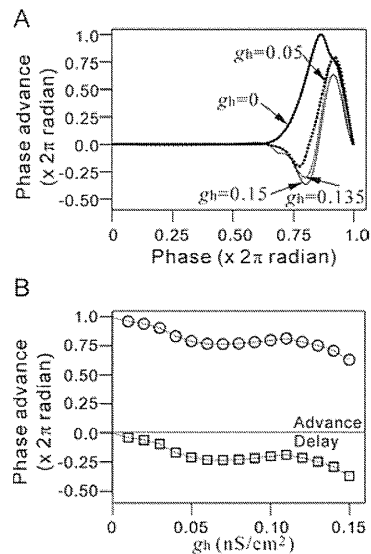 A
Phase advance
(x 2π radian)
1.0
0.75
0.50
0.25
0.0
-0.25
-0.50
gh=0.05
gh=0
gh=0.15
gh=0.135
0
0.25
0.50
0.75
1.0
Phase (x 2π radian)
B
Phase advance
(x 2π radian)
1.0
0.75
0.50
0.25
0.0
-0.25
-0.50
Advance
Delay
0
0.05
0.10
0.15
gh (nS/cm²)